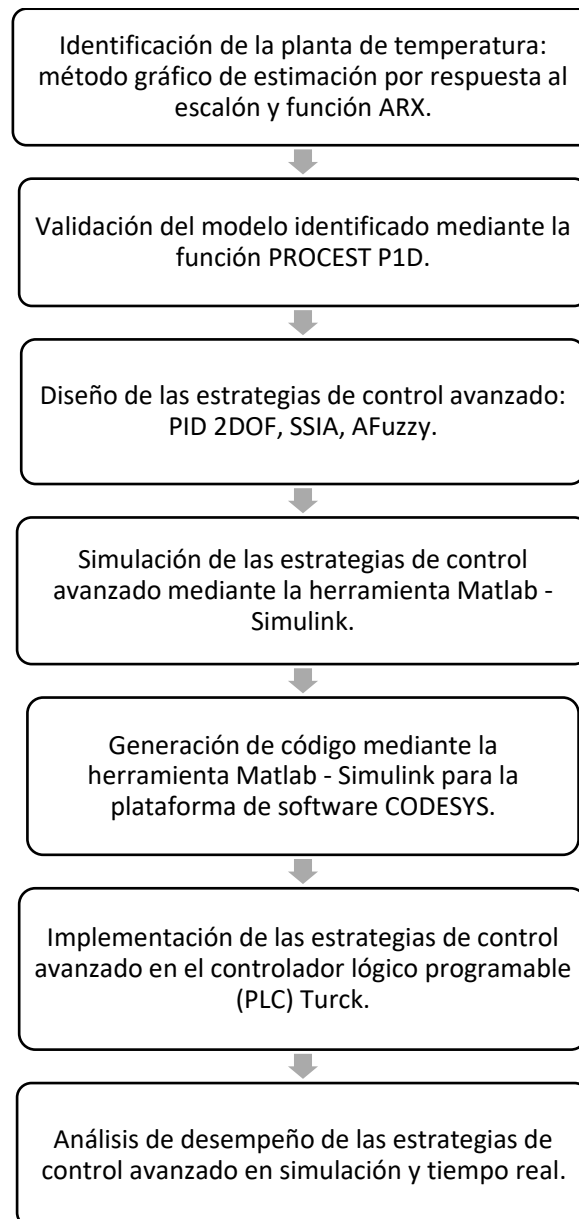 Identificación de la planta de temperatura:
método gráfico de estimación por respuesta al
escalón y función ARX.
Validación del modelo identificado mediante la
función PROCEST P1D.
Diseño de las estrategias de control avanzado:
PID 2DOF, SSIA, AFuzzy.
Simulación de las estrategias de control
avanzado mediante la herramienta Matlab -
Simulink.
Generación de código mediante la
herramienta Matlab - Simulink para la
plataforma de software CODESYS.
Implementación de las estrategias de control
avanzado en el controlador lógico programable
(PLC) Turck.
Análisis de desempeño de las estrategias de
control avanzado en simulación y tiempo real.